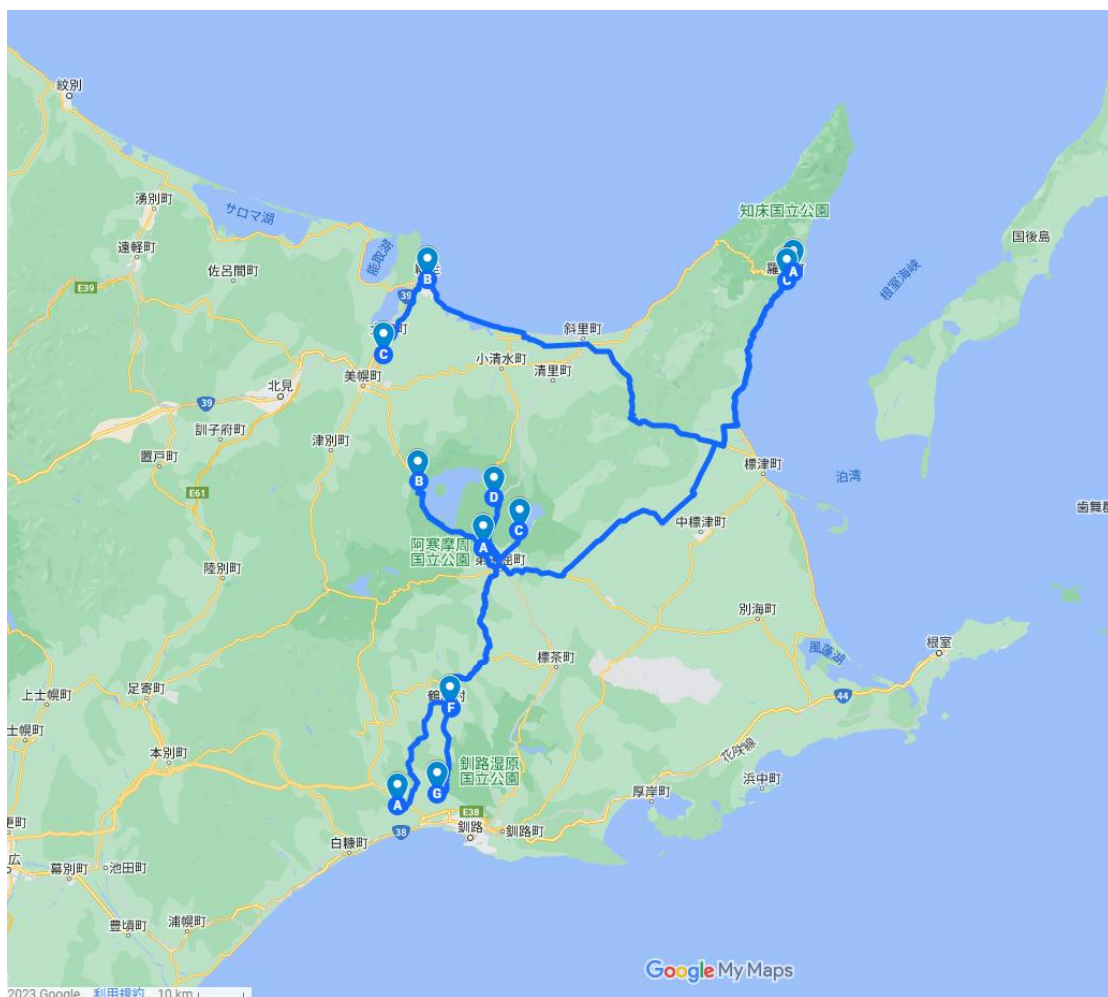 紋別
湧別町
サロマ湖
知床国立公園
能取湖
国後島
遠軽町
佐呂間町
根室海峡
E39
39
B
A
C
斜里町
C
小清水町
清里町
美幌町
北見
39
訓子府町
津別町
置戸町
標津町
泊湾
E61
B
D
中標津町
歯舞群
C
阿寒摩周
国立公園
A
陸別町
別海町
風蓮湖
根室
標茶町
足寄町
上士幌町
44
F
花咲線
士幌町
本別町
釧路湿原
国立公園
浜中町
G
厚岸町
A
E38
釧路
釧路町
38
白糠町
更町
広
幕別町
池田町
豊頃町
浦幌町
Google My Maps
2023 Google
利用規約
10 km